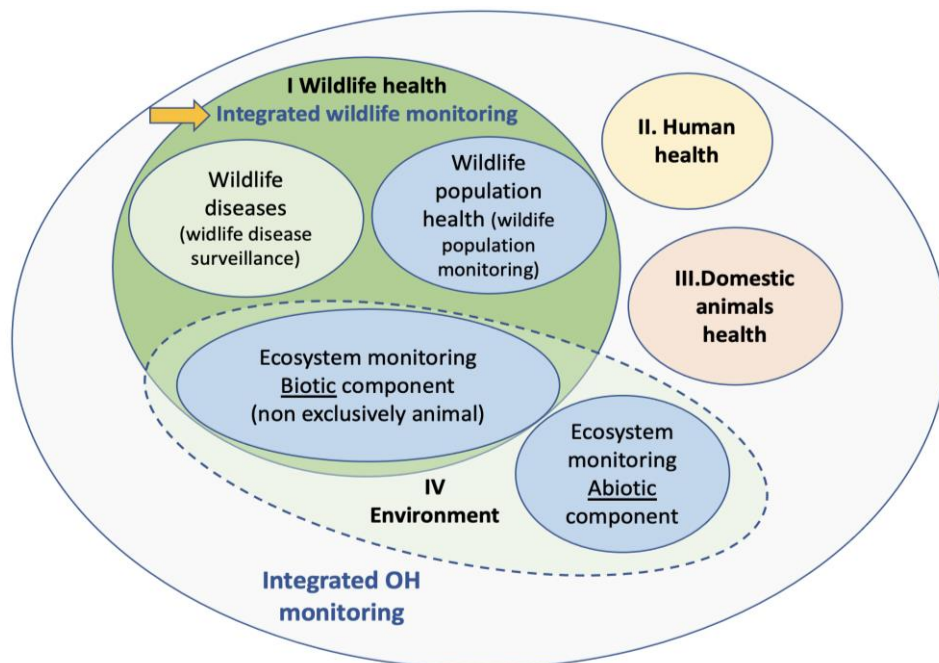 I Wildlife health
Integrated wildlife monitoring
Wildlife
diseases
(widlife disease
surveillance)
Wildlife
population
health (wildife
population
monitoring)
II. Human
health
III.Domestic
animals
health
Ecosystem monitoring
Biotic component
(non exclusively animal)
Ecosystem
monitoring
Abiotic
component
IV
Environment
Integrated OH
monitoring